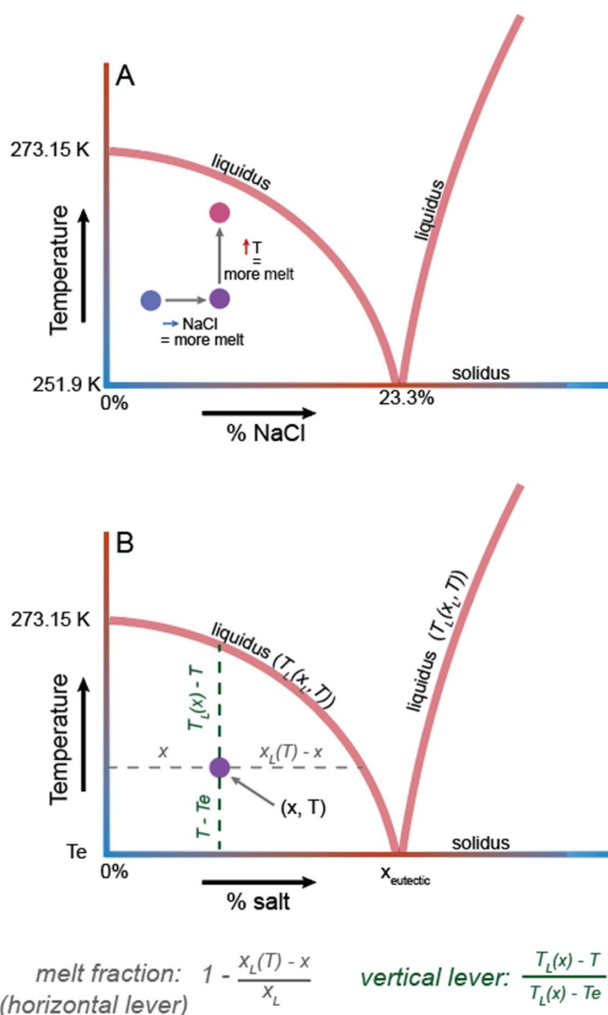 A
273.15 K
liquidus
liquidus
↑T
=
more melt
→ NaCl
= more melt
Temperature
251.9 K
solidus
0%
23.3%
% NaCl
B
273.15 K
liquidus (T_L(x_L, T))
liquidus (T_L(x_L, T))
T_L(x) - T
x
x_L(T) - x
Temperature
(x, T)
T - Te
Te
solidus
0%
x_eutectic
% salt
melt fraction: 1 - \frac{x_L(T) - x}{x_L}
(horizontal lever)
vertical lever: \frac{T_L(x) - T}{T_L(x) - Te}